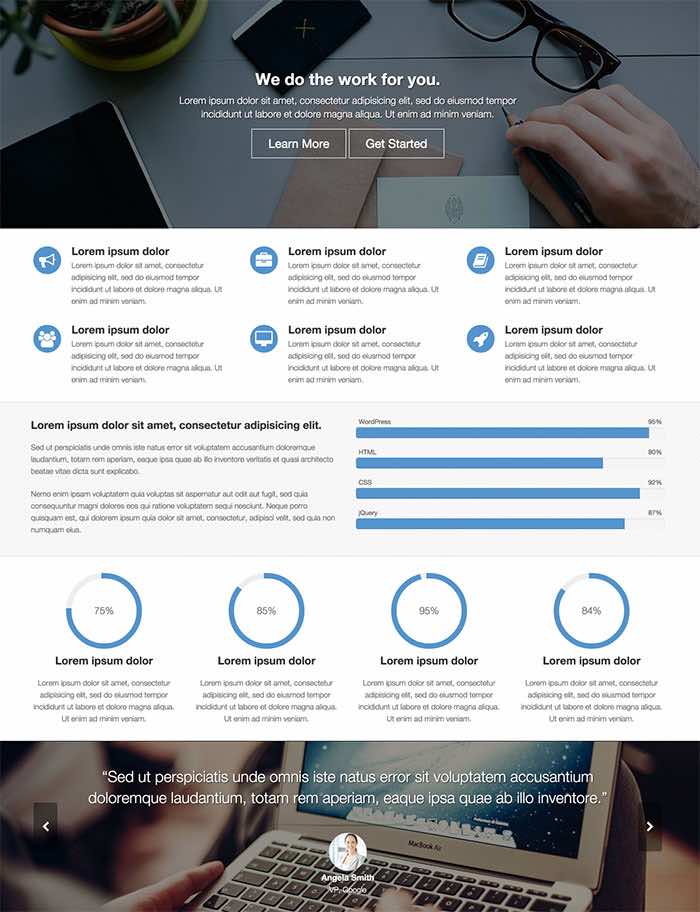 We do the work for you.
Lorem ipsum dolor sit amet, consectetur adipisicing elit, sed do eiusmod tempor
incididunt ut labore et dolore magna aliqua. Ut enim ad minim veniam.
Learn More
Get Started
Lorem ipsum dolor
Lorem ipsum dolor sit amet, consectetur
adipisicing elit, sed do eiusmod tempor
incididunt ut labore et dolore magna aliqua. Ut
enim ad minim veniam.
Lorem ipsum dolor
Lorem ipsum dolor sit amet, consectetur
adipisicing elit, sed do eiusmod tempor
incididunt ut labore et dolore magna aliqua. Ut
enim ad minim veniam.
Lorem ipsum dolor
Lorem ipsum dolor sit amet, consectetur
adipisicing elit, sed do eiusmod tempor
incididunt ut labore et dolore magna aliqua. Ut
enim ad minim veniam.
Lorem ipsum dolor
Lorem ipsum dolor sit amet, consectetur
adipisicing elit, sed do eiusmod tempor
incididunt ut labore et dolore magna aliqua. Ut
enim ad minim veniam.
Lorem ipsum dolor
Lorem ipsum dolor sit amet, consectetur
adipisicing elit, sed do eiusmod tempor
incididunt ut labore et dolore magna aliqua. Ut
enim ad minim veniam.
Lorem ipsum dolor
Lorem ipsum dolor sit amet, consectetur
adipisicing elit, sed do eiusmod tempor
incididunt ut labore et dolore magna aliqua. Ut
enim ad minim veniam.
Lorem ipsum dolor sit amet, consectetur adipisicing elit.
Sed ut perspiciatis unde omnis iste natus error sit voluptatem accusantium doloremque
laudantium, totam rem aperiam, eaque ipsa quae ab illo inventore veritatis et quasi architecto
beatae vitae dicta sunt explicabo.
Nemo enim ipsam voluptatem quia voluptas sit aspernatur aut odit aut fugit, sed quia
consequuntur magni dolores eos qui ratione voluptatem sequi nesciunt. Neque porro
quisquam est, qui dolorem ipsum quia dolor sit amet, consectetur, adipisci velit, sed quia non
numquam eius.
WordPress 95%
HTML 80%
CSS 92%
jQuery 87%
75%
Lorem ipsum dolor
Lorem ipsum dolor sit amet, consectetur
adipisicing elit, sed do eiusmod tempor
incididunt ut labore et dolore magna aliqua.
Ut enim ad minim veniam.
85%
Lorem ipsum dolor
Lorem ipsum dolor sit amet, consectetur
adipisicing elit, sed do eiusmod tempor
incididunt ut labore et dolore magna aliqua.
Ut enim ad minim veniam.
95%
Lorem ipsum dolor
Lorem ipsum dolor sit amet, consectetur
adipisicing elit, sed do eiusmod tempor
incididunt ut labore et dolore magna aliqua.
Ut enim ad minim veniam.
84%
Lorem ipsum dolor
Lorem ipsum dolor sit amet, consectetur
adipisicing elit, sed do eiusmod tempor
incididunt ut labore et dolore magna aliqua.
Ut enim ad minim veniam.
“Sed ut perspiciatis unde omnis iste natus error sit voluptatem accusantium
doloremque laudantium, totam rem aperiam, eaque ipsa quae ab illo inventore.”
MacBook Air
Angela Smith
VP, Google